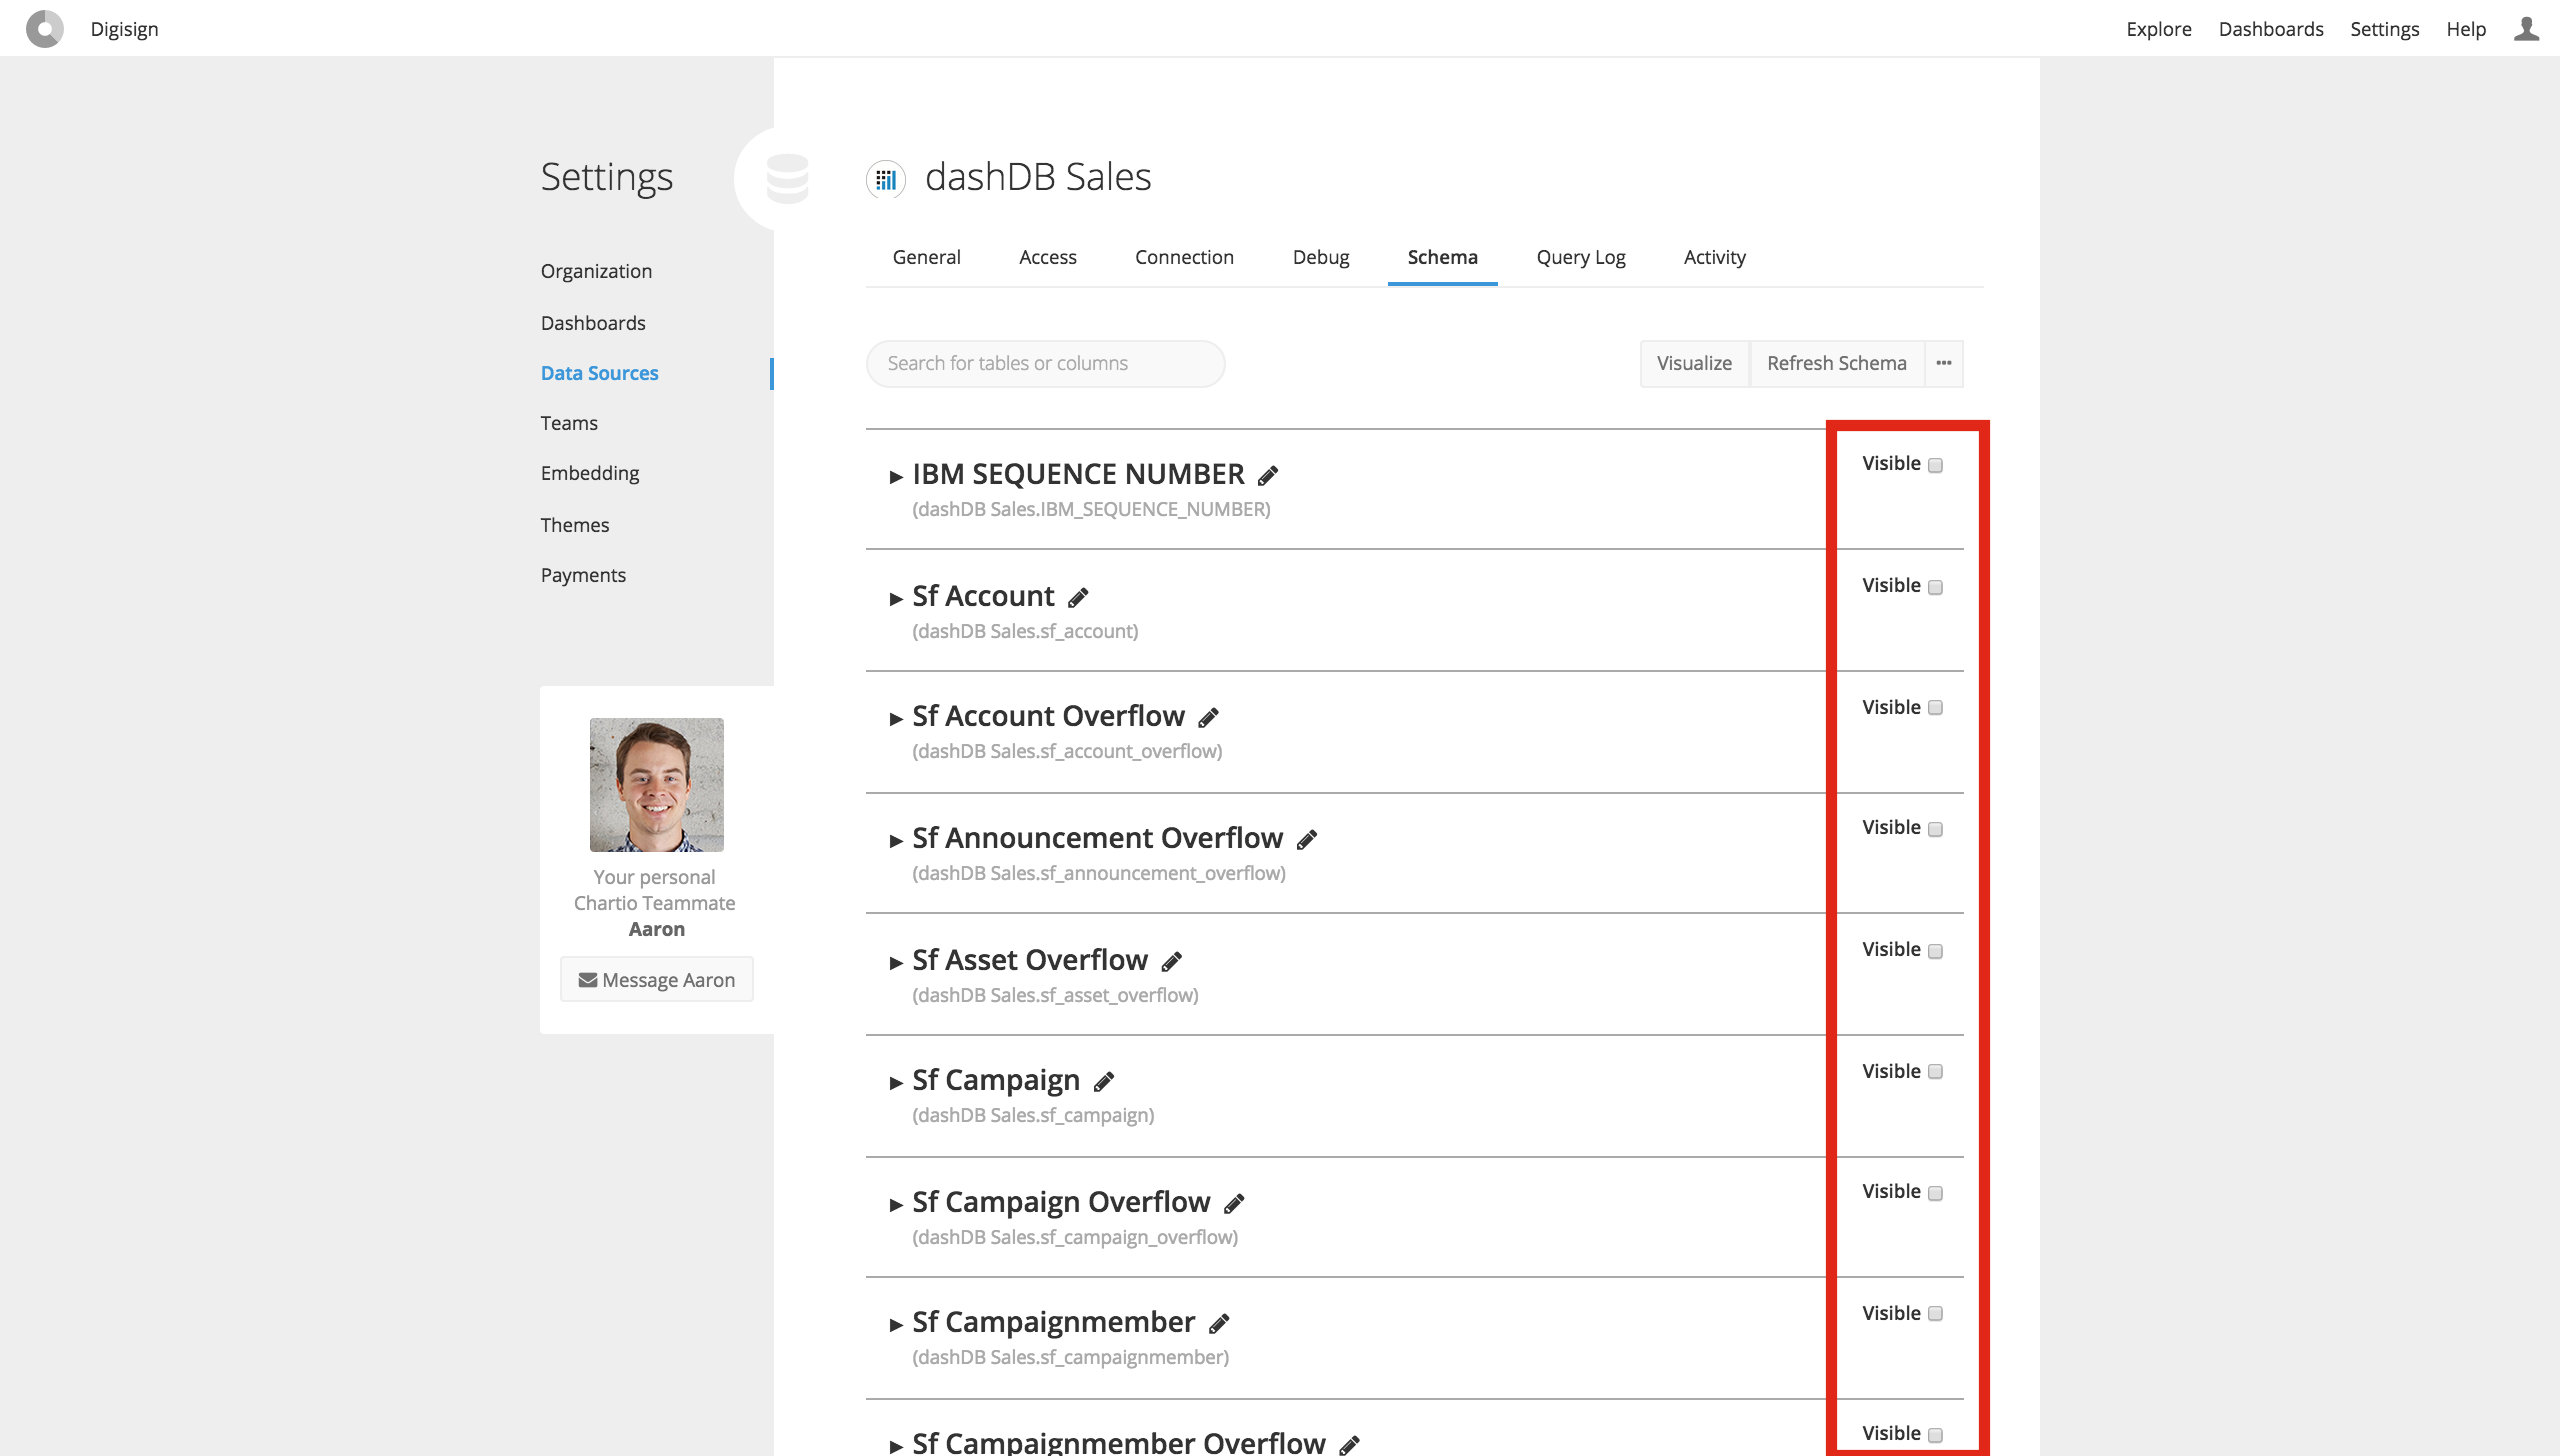 Digisign
Explore Dashboards Settings Help
Settings
Organization
Dashboards
Data Sources
Teams
Embedding
Themes
Payments
Your personal
Chartio Teammate
Aaron
Message Aaron
dashDB Sales
General Access Connection Debug Schema Query Log Activity
Search for tables or columns
Visualize Refresh Schema
IBM SEQUENCE NUMBER Visible
(dashDB Sales.IBM_SEQUENCE_NUMBER)
Sf Account Visible
(dashDB Sales.sf_account)
Sf Account Overflow Visible
(dashDB Sales.sf_account_overflow)
Sf Announcement Overflow Visible
(dashDB Sales.sf_announcement_overflow)
Sf Asset Overflow Visible
(dashDB Sales.sf_asset_overflow)
Sf Campaign Visible
(dashDB Sales.sf_campaign)
Sf Campaign Overflow Visible
(dashDB Sales.sf_campaign_overflow)
Sf Campaignmember Visible
(dashDB Sales.sf_campaignmember)
Sf Campaignmember Overflow Visible